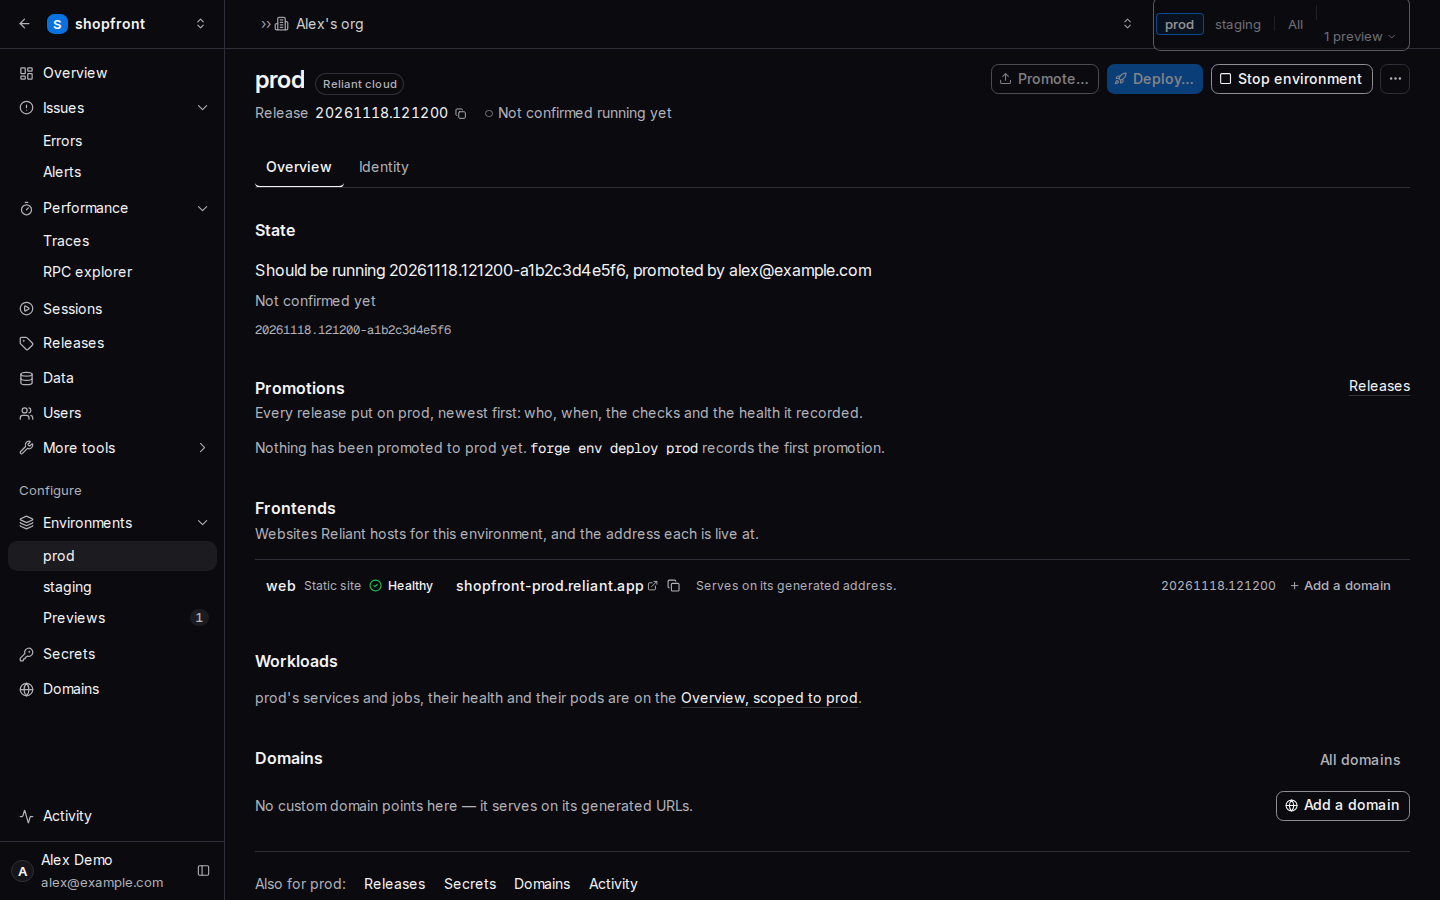 shopfront
Overview
Issues
Errors
Alerts
Performance
Traces
RPC explorer
Sessions
Releases
Data
Users
More tools
Configure
Environments
prod
staging
Previews 1
Secrets
Domains
Activity
A Alex Demo
alex@example.com
Alex's org
prod staging All 1 preview
prod Reliant cloud
Promote... Deploy... Stop environment
Release 20261118.121200 Not confirmed running yet
Overview Identity
State
Should be running 20261118.121200-a1b2c3d4e5f6, promoted by alex@example.com
Not confirmed yet
20261118.121200-a1b2c3d4e5f6
Promotions Releases
Every release put on prod, newest first: who, when, the checks and the health it recorded.
Nothing has been promoted to prod yet. forge env deploy prod records the first promotion.
Frontends
Websites Reliant hosts for this environment, and the address each is live at.
web Static site Healthy shopfront-prod.reliant.app Serves on its generated address. 20261118.121200 + Add a domain
Workloads
prod's services and jobs, their health and their pods are on the Overview, scoped to prod.
Domains All domains
No custom domain points here — it serves on its generated URLs. Add a domain
Also for prod: Releases Secrets Domains Activity